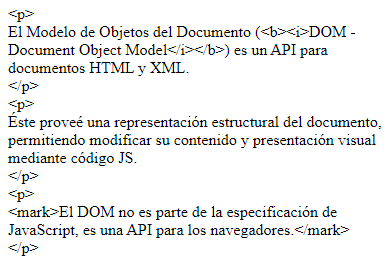 <p>
El Modelo de Objetos del Documento (<b><i>DOM -
Document Object Model</i></b>) es un API para
documentos HTML y XML.
</p>
<p>
Éste proveé una representación estructural del documento,
permitiendo modificar su contenido y presentación visual
mediante código JS.
</p>
<p>
<mark>El DOM no es parte de la especificación de
JavaScript, es una API para los navegadores.</mark>
</p>